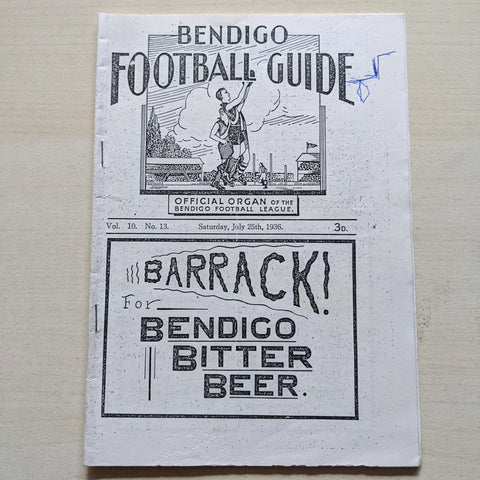 BENDIGO
FOOTBALL GUIDE
OFFICIAL ORGAN OF THE
BENDIGO FOOTBALL LEAGUE.
Vol. 10. No. 13. Saturday, July 25th, 1936. 3D.
BARRACK!
For
BENDIGO
BITTER
BEER.